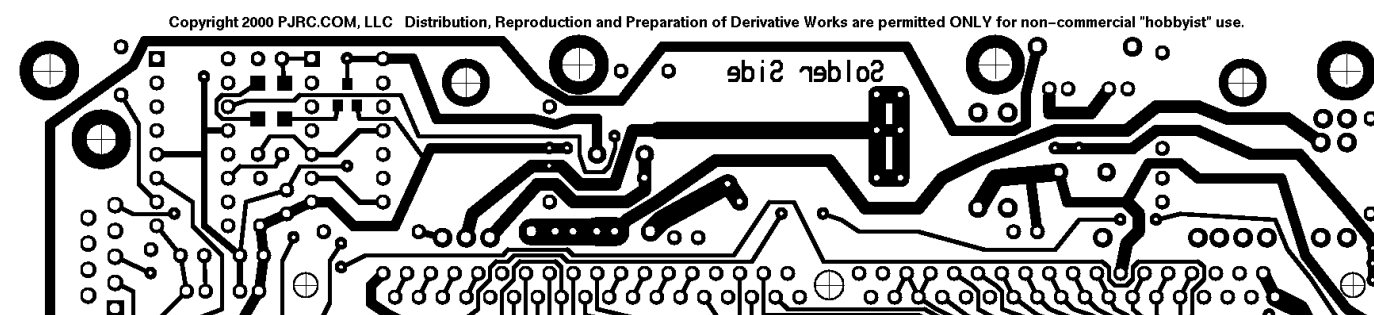 Copyright 2000 PJRC.COM, LLC Distribution, Reproduction and Preparation of Derivative Works are permitted ONLY for non-commercial "hobbyist" use.
Solder Side